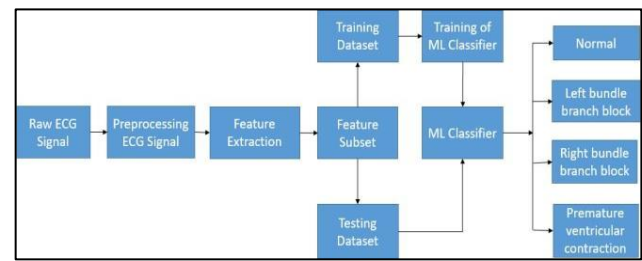 Training
Dataset
Training of
ML Classifier
Normal
Left bundle
branch block
Raw ECG
Signal
Preprocessing
ECG Signal
Feature
Extraction
Feature
Subset
ML Classifier
Right bundle
branch block
Testing
Dataset
Premature
ventricular
contraction